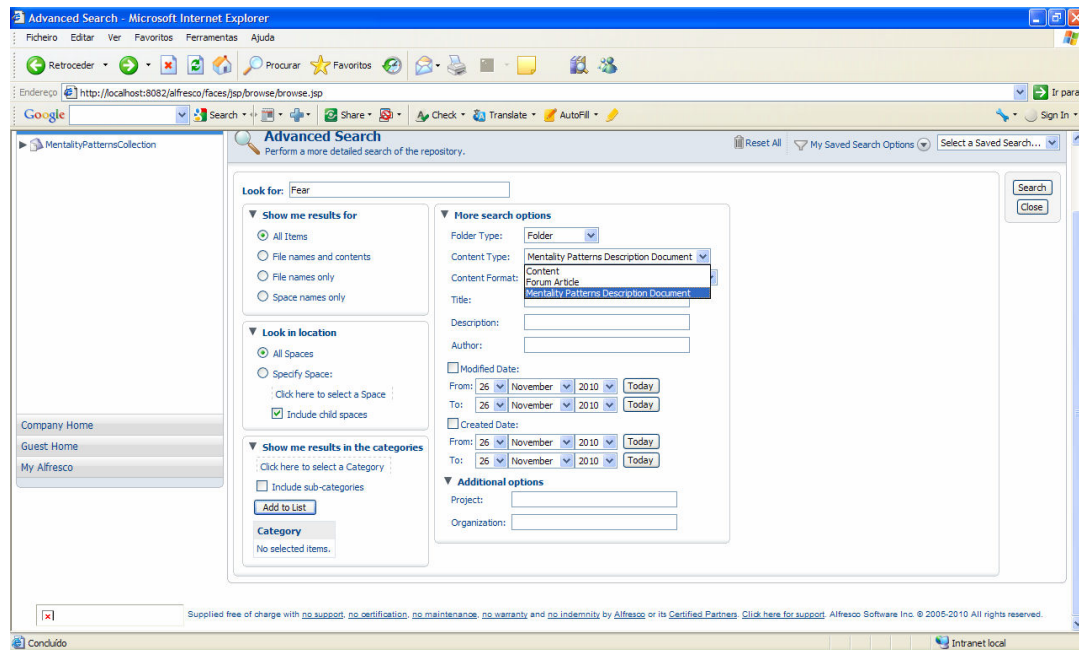 Advanced Search - Microsoft Internet Explorer
Ficheiro Editar Ver Favoritos Ferramentas Ajuda
Retroceder Procurar Favoritos
Endereço http://localhost:8082/alfresco/faces/jsp/browse/browse.jsp Ir para
Google Search Share Check Translate AutoFill Sign In
MentalityPatternsCollection
Advanced Search
Perform a more detailed search of the repository.
Reset All My Saved Search Options Select a Saved Search...
Look for: Fear
Search
Close
Show me results for
All Items
File names and contents
File names only
Space names only
Look in location
All Spaces
Specify Space:
Click here to select a Space
Include child spaces
Show me results in the categories
Click here to select a Category
Include sub-categories
Add to List
Category
No selected items.
More search options
Folder Type: Folder
Content Type: Mentality Patterns Description Document
Content
Forum Article
Mentality Patterns Description Document
Content Format:
Title:
Description:
Author:
Modified Date:
From: 26 November 2010 Today
To: 26 November 2010 Today
Created Date:
From: 26 November 2010 Today
To: 26 November 2010 Today
Additional options
Project:
Organization:
Company Home
Guest Home
My Alfresco
Supplied free of charge with no support, no certification, no maintenance, no warranty and no indemnity by Alfresco or its Certified Partners. Click here for support. Alfresco Software Inc. © 2005-2010 All rights reserved.
Concluído Intranet local